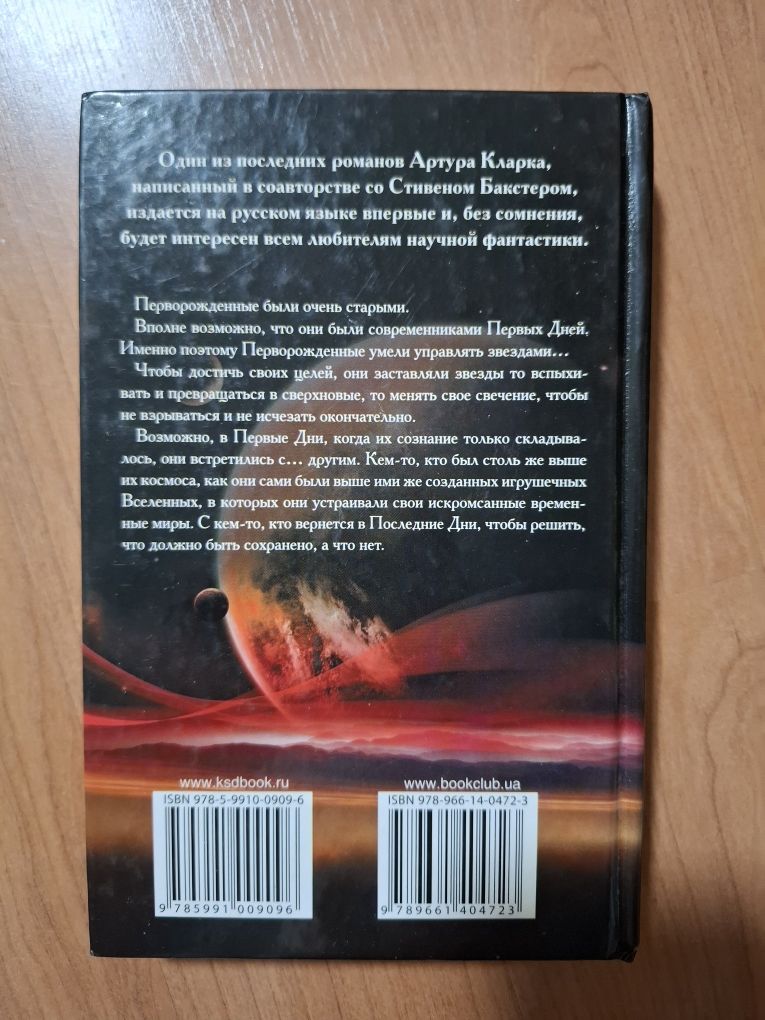 Один из последних романов Артура Кларка,
написанный в соавторстве со Стивеном Бакстером,
издается на русском языке впервые и, без сомнения,
будет интересен всем любителям научной фантастики.
Перворожденные были очень старыми.
Вполне возможно, что они были современниками Первых Дней.
Именно поэтому Перворожденные умели управлять звездами...
Чтобы достичь своих целей, они заставляли звезды то вспыхи-
вать и превращаться в сверхновые, то менять свое свечение, чтобы
не взрываться и не исчезать окончательно.
Возможно, в Первые Дни, когда их сознание только складыва-
лось, они встретились с... другим. Кем-то, кто был столь же выше
их космоса, как они сами были выше ими же созданных игрушечных
Вселенных, в которых они устраивали свои искромсанные времен-
ные миры. С кем-то, кто вернется в Последние Дни, чтобы решить,
что должно быть сохранено, а что нет.
www.ksdbook.ru www.bookclub.ua
ISBN 978-5-9910-0909-6 ISBN 978-966-14-0472-3
9 785991 009096 9 789661 404723